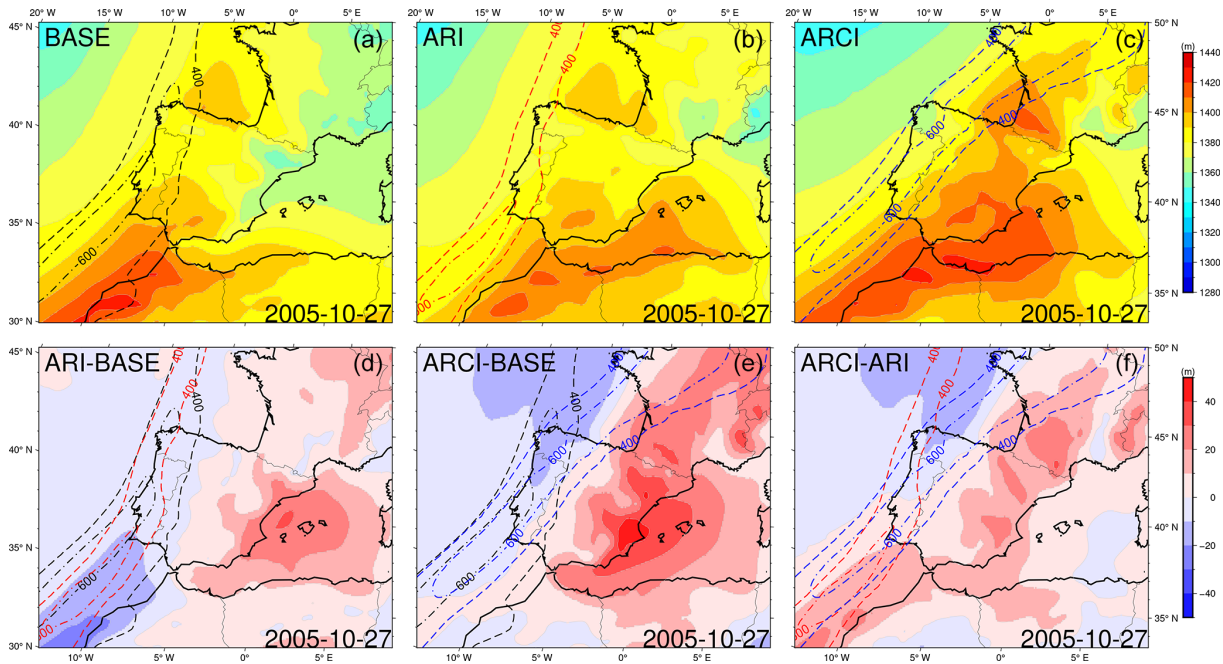 20° W 15° W 10° W 5° W 0° 5° E
15° W 10° W 5° W 0° 5° E
15° W 10° W 5° W 0° 5° E
45° N
40° N
35° N
30° N
BASE (a)
400
600
2005-10-27
ARI (b)
400
400
2005-10-27
ARCI (c)
400
600
400
600
2005-10-27
50° N
45° N
40° N
35° N
(m)
1440
1420
1400
1380
1360
1340
1320
1300
1280
45° N
40° N
35° N
30° N
ARI-BASE (d)
400
400
400
600
2005-10-27
ARCI-BASE (e)
400
400
400
600
600
600
2005-10-27
ARCI-ARI (f)
400
400
400
600
600
2005-10-27
50° N
45° N
40° N
35° N
(m)
40
20
0
-20
-40
10° W 5° W 0° 5° E
10° W 5° W 0° 5° E
10° W 5° W 0° 5° E